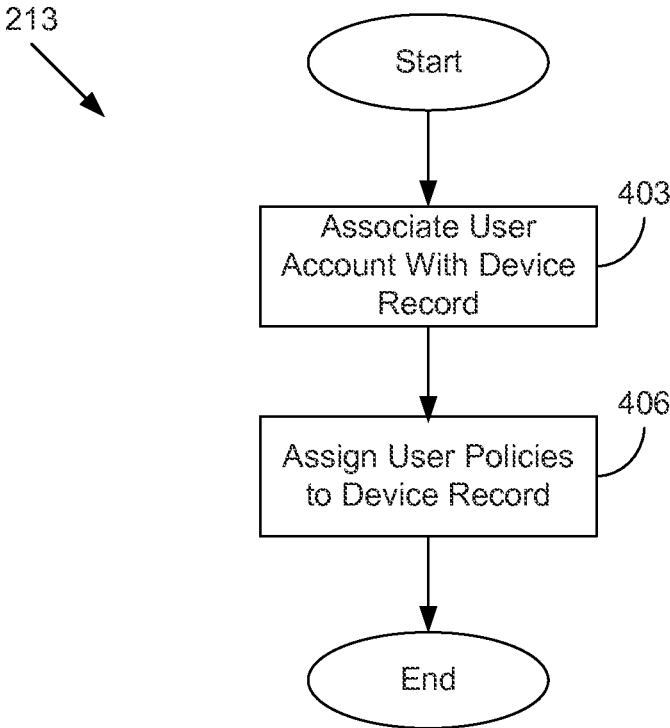 213
Start
403
Associate User
Account With Device
Record
406
Assign User Policies
to Device Record
End